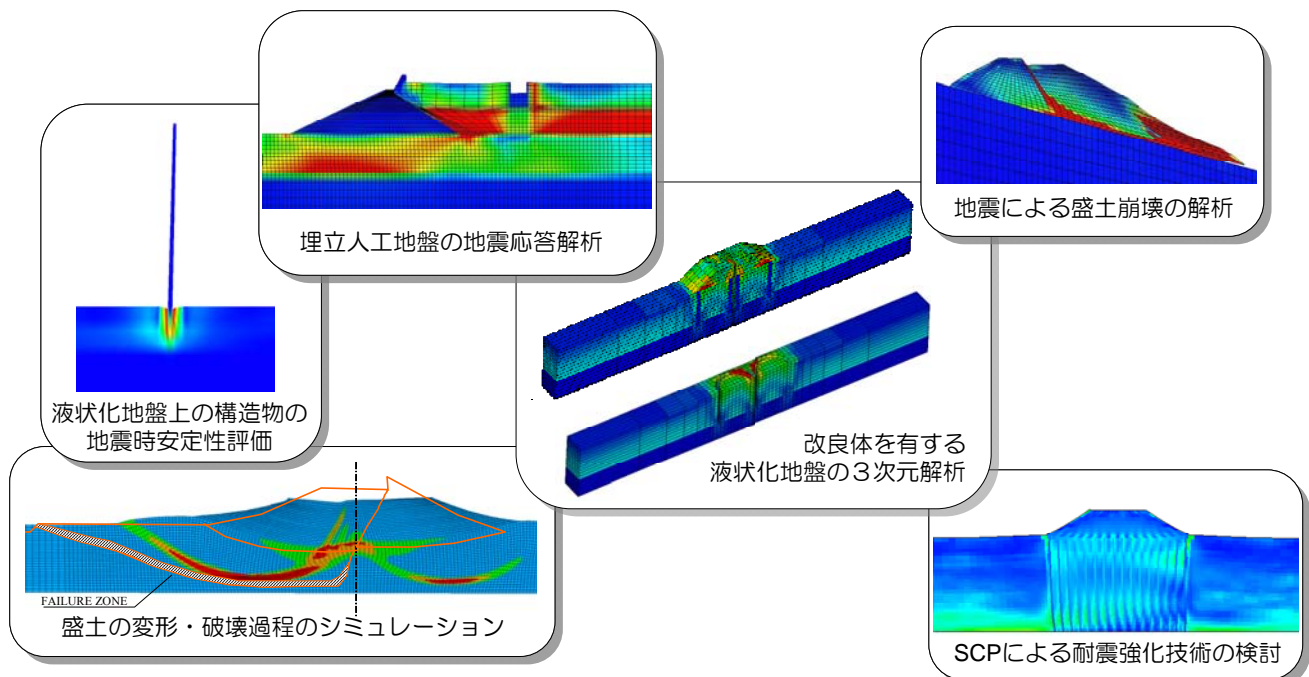 埋立人工地盤の地震応答解析
地震による盛土崩壊の解析
液状化地盤上の構造物の
地震時安定性評価
改良体を有する
液状化地盤の３次元解析
FAILURE ZONE
盛土の変形・破壊過程のシミュレーション
SCPによる耐震強化技術の検討